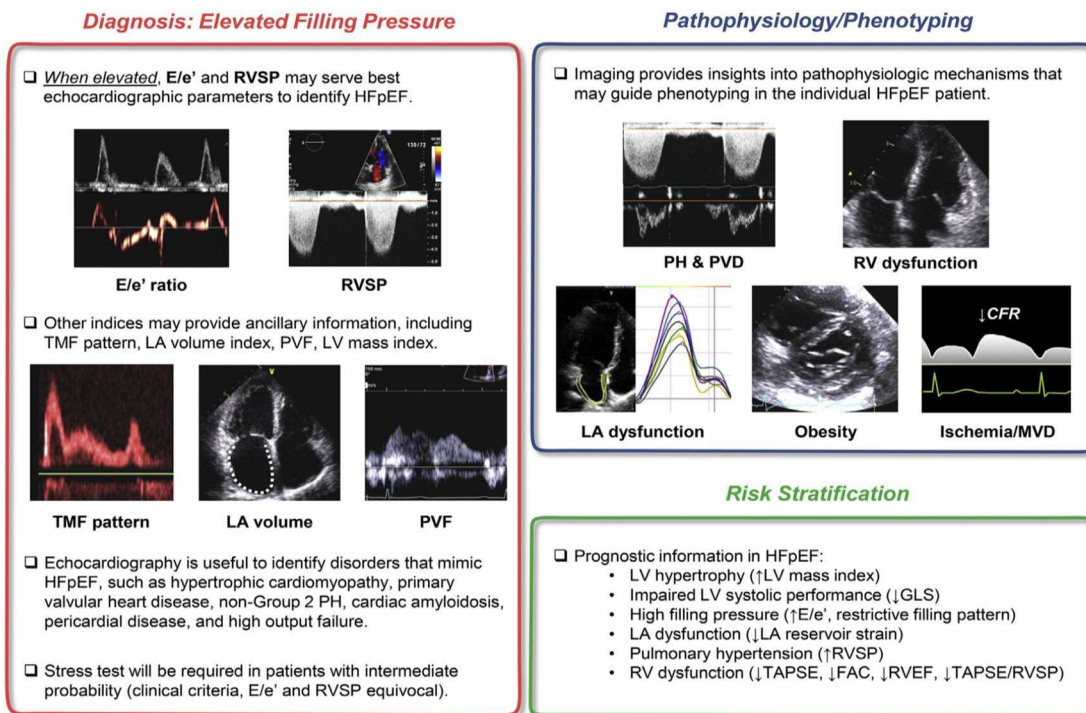 Diagnosis: Elevated Filling Pressure
❑ When elevated, E/e' and RVSP may serve best
echocardiographic parameters to identify HFpEF.
130/72
E/e' ratio
RVSP
❑ Other indices may provide ancillary information, including
TMF pattern, LA volume index, PVF, LV mass index.
V
TMF pattern
LA volume
PVF
❑ Echocardiography is useful to identify disorders that mimic
HFpEF, such as hypertrophic cardiomyopathy, primary
valvular heart disease, non-Group 2 PH, cardiac amyloidosis,
pericardial disease, and high output failure.
❑ Stress test will be required in patients with intermediate
probability (clinical criteria, E/e' and RVSP equivocal).
Pathophysiology/Phenotyping
❑ Imaging provides insights into pathophysiologic mechanisms that
may guide phenotyping in the individual HFpEF patient.
PH & PVD
RV dysfunction
↓CFR
LA dysfunction
Obesity
Ischemia/MVD
Risk Stratification
❑ Prognostic information in HFpEF:
• LV hypertrophy (↑LV mass index)
• Impaired LV systolic performance (↓GLS)
• High filling pressure (↑E/e', restrictive filling pattern)
• LA dysfunction (↓LA reservoir strain)
• Pulmonary hypertension (↑RVSP)
• RV dysfunction (↓TAPSE, ↓FAC, ↓RVEF, ↓TAPSE/RVSP)